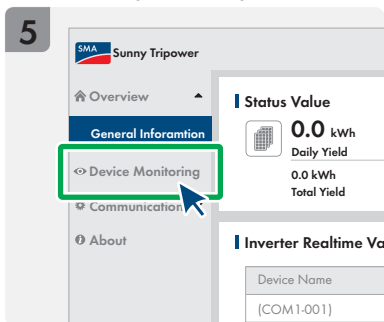 5
SMA
Sunny Tripower
Overview
General Inforamtion
Device Monitoring
Communication
About
Status Value
0.0 kWh
Daily Yield
0.0 kWh
Total Yield
Inverter Realtime Va
Device Name
(COM1-001)